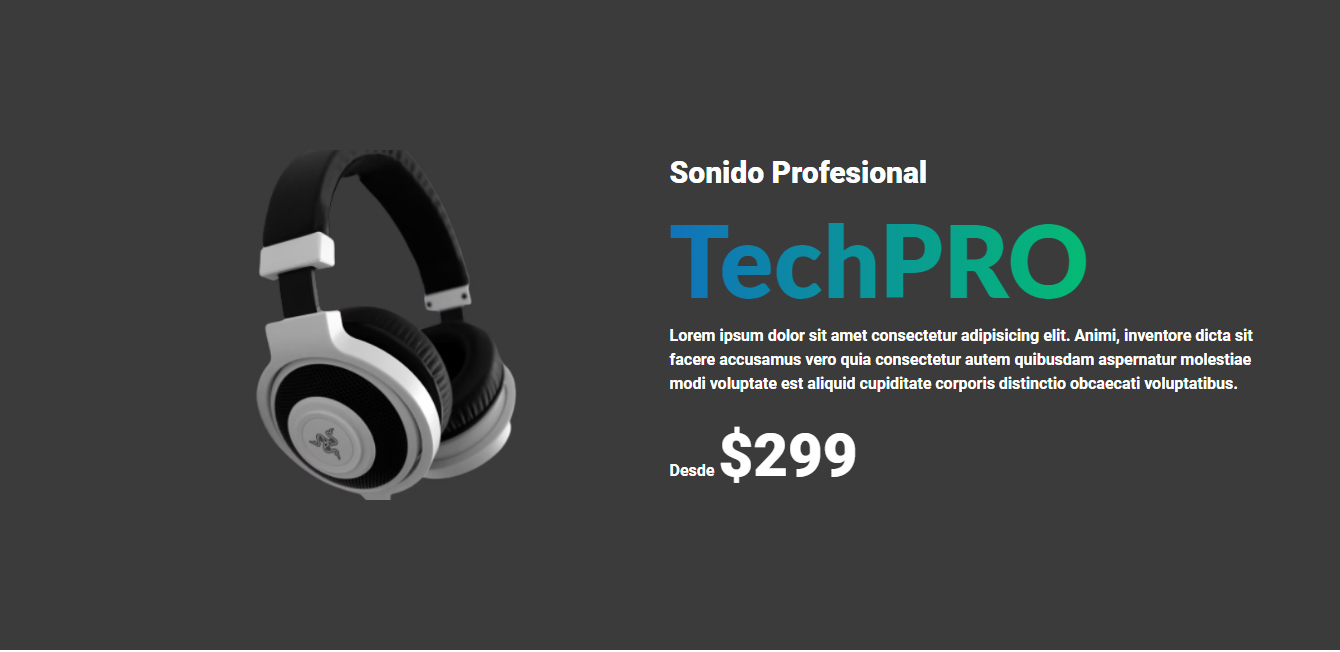 Sonido Profesional
TechPRO
Lorem ipsum dolor sit amet consectetur adipisicing elit. Animi, inventore dicta sit
facere accusamus vero quia consectetur autem quibusdam aspernatur molestiae
modi voluptate est aliquid cupiditate corporis distinctio obcaecati voluptatibus.
Desde $299